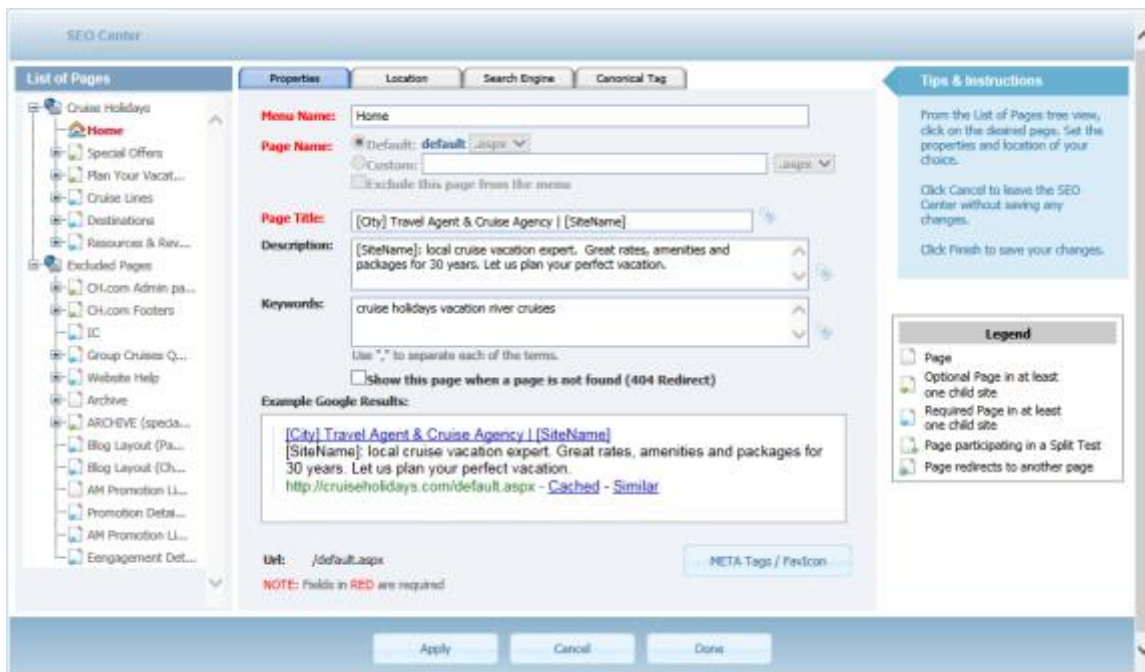 SEO Center
List of Pages
Cruise Holidays
Home
Special Offers
Plan Your Vacat...
Cruise Lines
Destinations
Resources & Rev...
Excluded Pages
CH.com Admin pa...
CH.com Footers
IC
Group Cruises Q...
Website Help
Archive
ARCHIVE (specia...
Blog Layout (Pa...
Blog Layout (Ch...
AM Promotion Li...
Promotion Detai...
AM Promotion Li...
Eengagement Det...
Properties
Location
Search Engine
Canonical Tag
Menu Name: Home
Page Name: Default: default .aspx
Custom: .aspx
Exclude this page from the menu
Page Title: [City] Travel Agent & Cruise Agency | [SiteName]
Description: [SiteName]: local cruise vacation expert. Great rates, amenities and
packages for 30 years. Let us plan your perfect vacation.
Keywords: cruise holidays vacation river cruises
Use "," to separate each of the terms.
Show this page when a page is not found (404 Redirect)
Example Google Results:
[City] Travel Agent & Cruise Agency | [SiteName]
[SiteName]: local cruise vacation expert. Great rates, amenities and packages for
30 years. Let us plan your perfect vacation.
http://cruiseholidays.com/default.aspx - Cached - Similar
Url: /default.aspx
META Tags / FavIcon
NOTE: Fields in RED are required
Tips & Instructions
From the List of Pages tree view,
click on the desired page. Set the
properties and location of your
choice.
Click Cancel to leave the SEO
Center without saving any
changes.
Click Finish to save your changes.
Legend
Page
Optional Page in at least
one child site
Required Page in at least
one child site
Page participating in a Split Test
Page redirects to another page
Apply
Cancel
Done